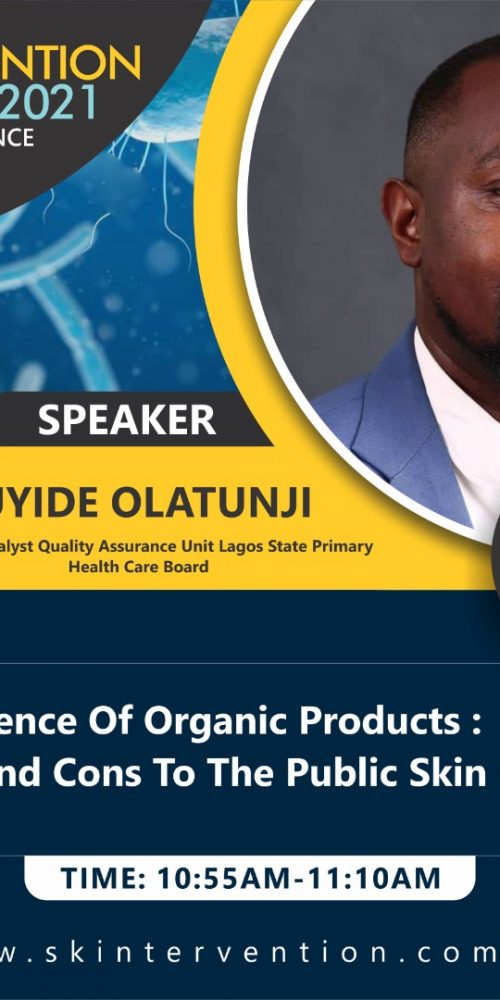 ENTION
2021
NCE
SPEAKER
UYIDE OLATUNJI
alyst Quality Assurance Unit Lagos State Primary
Health Care Board
ence Of Organic Products :
nd Cons To The Public Skin
TIME: 10:55AM-11:10AM
w.skintervention.com